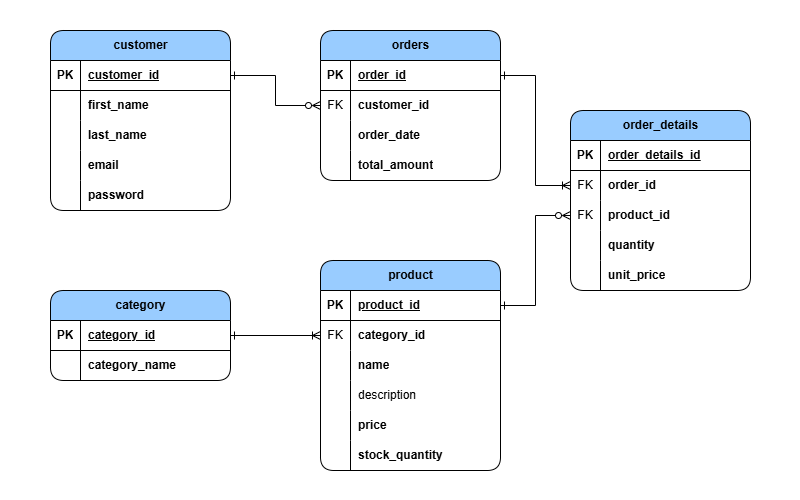 customer
PK customer_id
first_name
last_name
email
password
orders
PK order_id
FK customer_id
order_date
total_amount
order_details
PK order_details_id
FK order_id
FK product_id
quantity
unit_price
category
PK category_id
category_name
product
PK product_id
FK category_id
name
description
price
stock_quantity